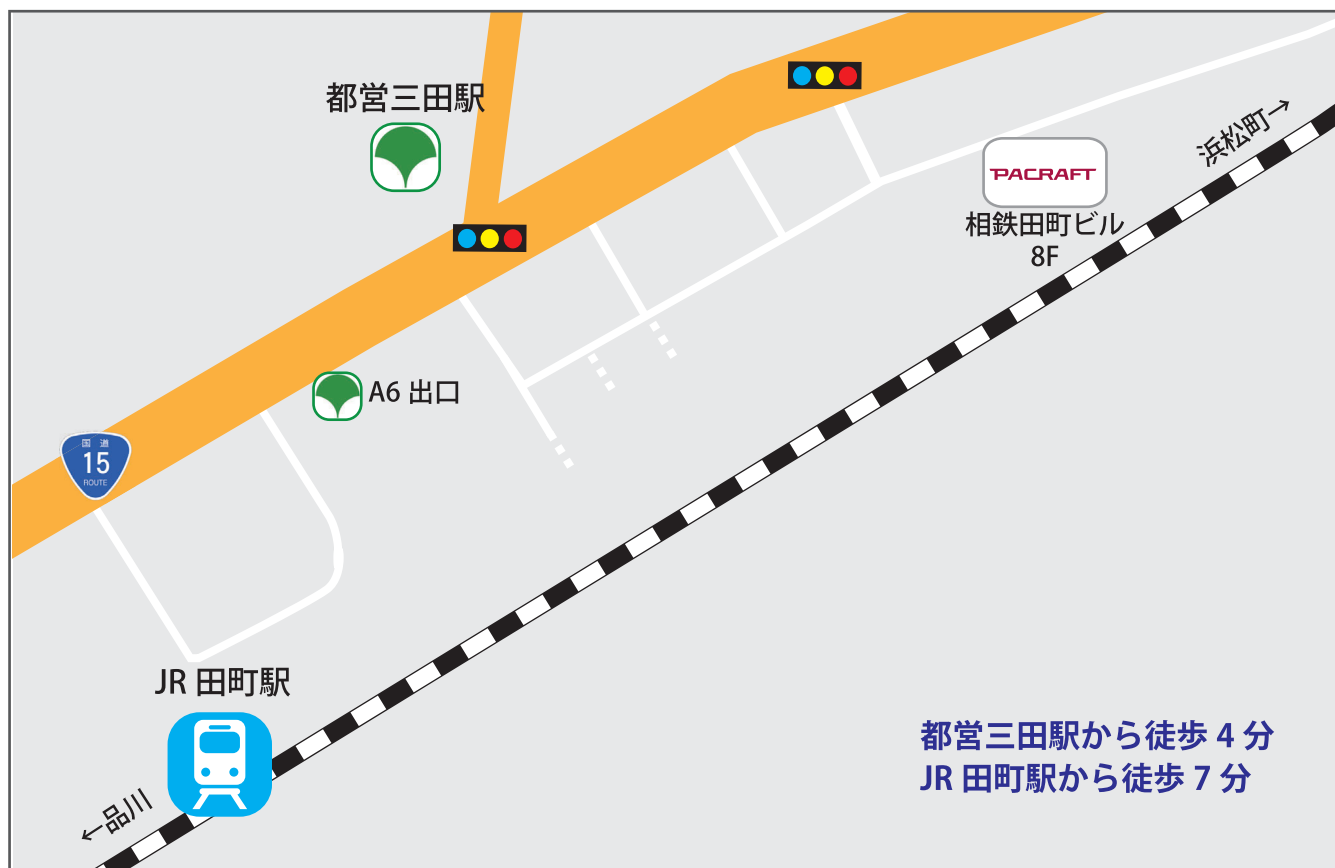 都営三田駅
浜松町→
PACRAFT
相鉄田町ビル
8F
A6 出口
国道
15
ROUTE
JR 田町駅
←品川
都営三田駅から徒歩 4 分
JR 田町駅から徒歩 7 分